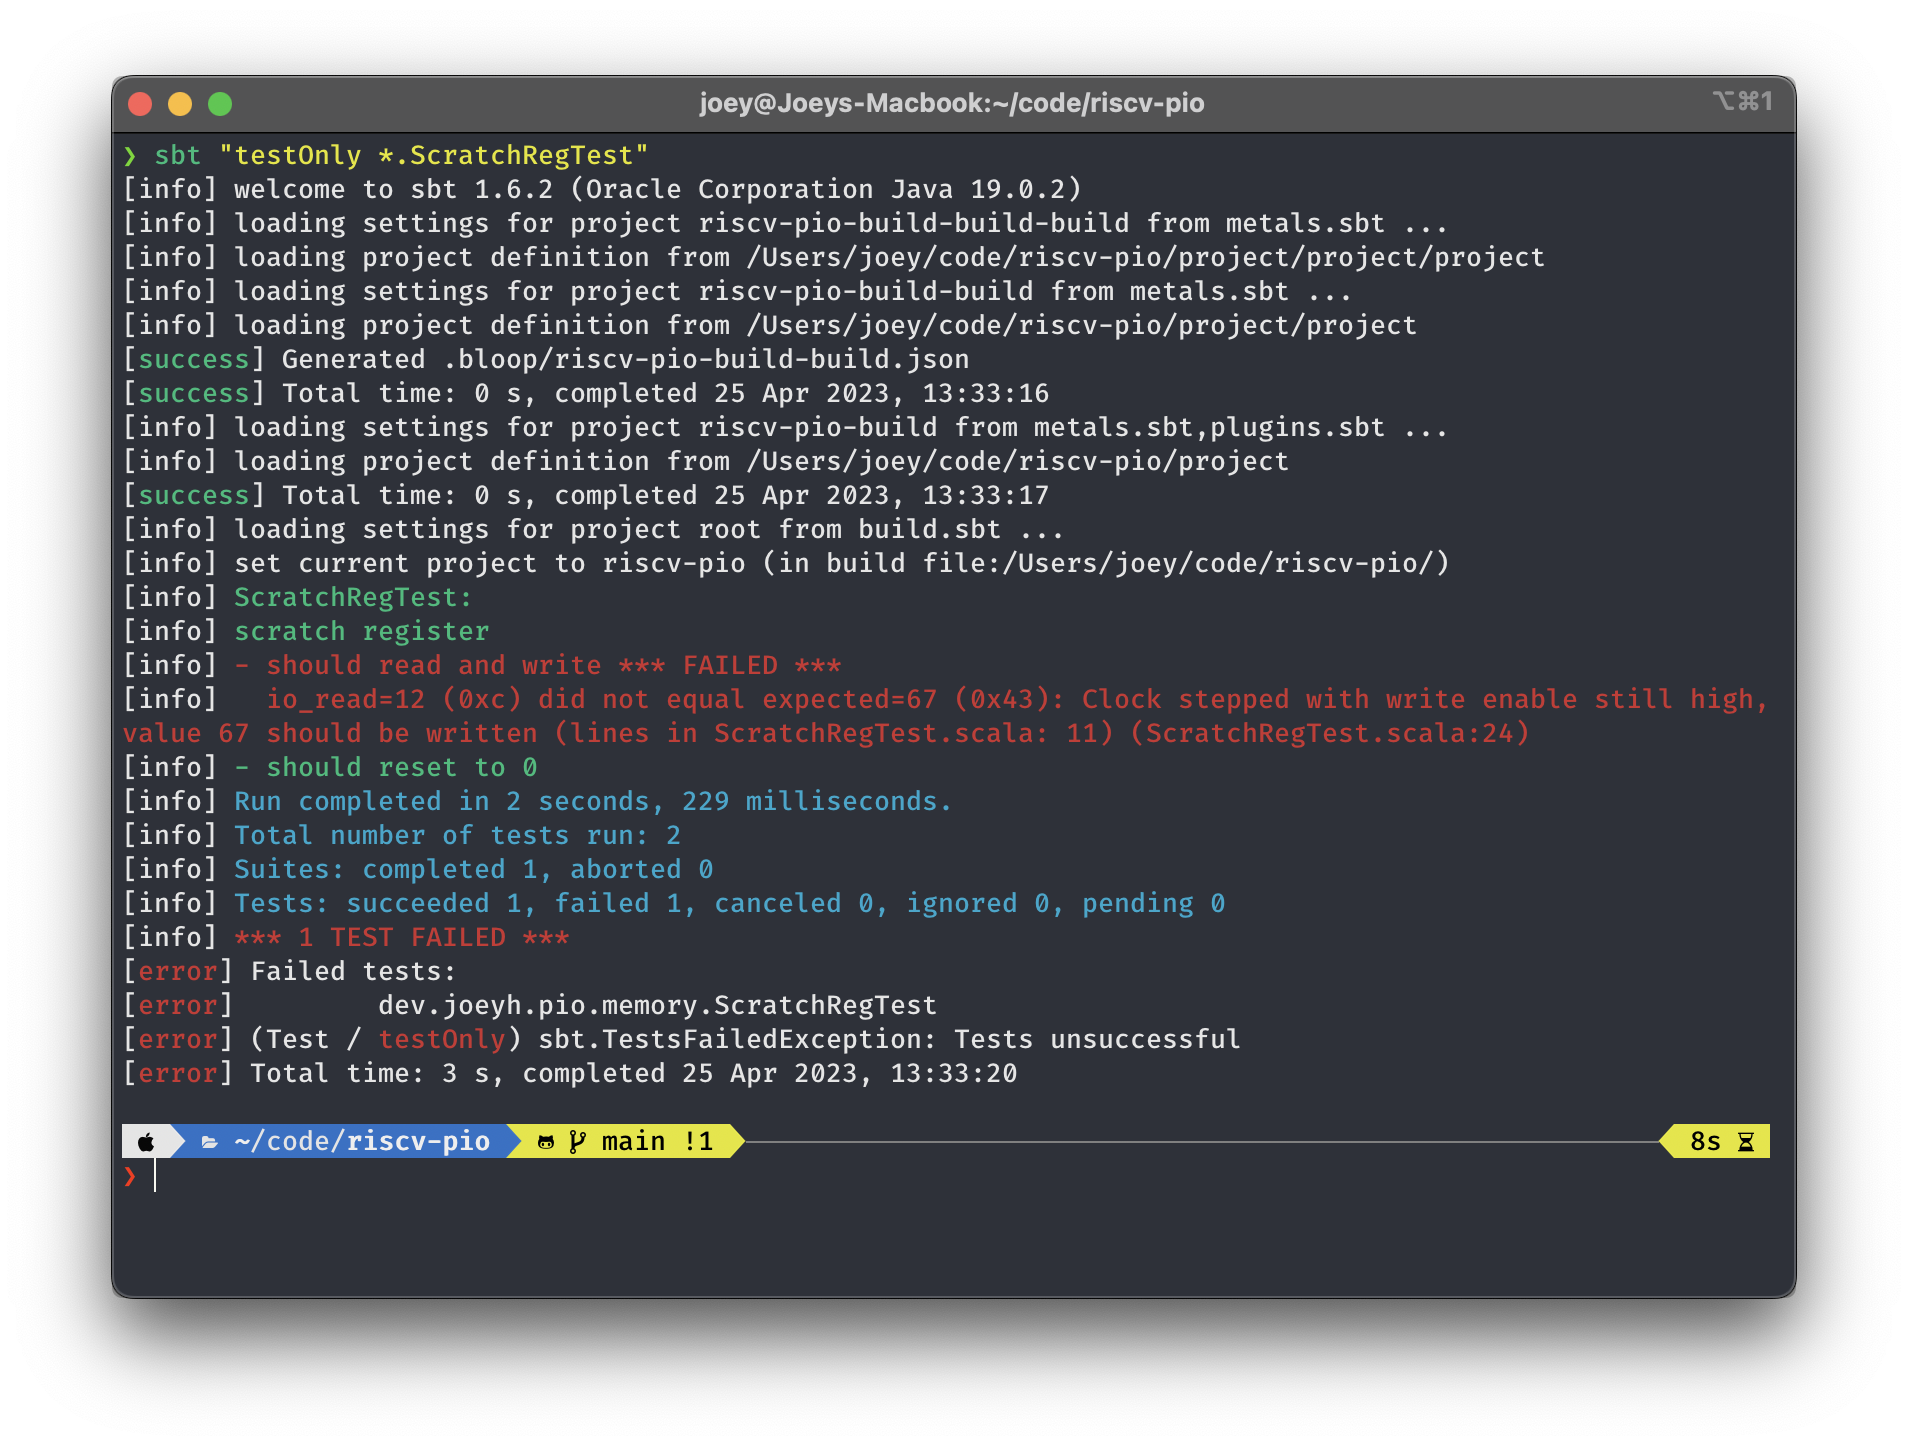 joey@Joeys-Macbook:~/code/riscv-pio
⌥⌘1
❯ sbt "testOnly *.ScratchRegTest"
[info] welcome to sbt 1.6.2 (Oracle Corporation Java 19.0.2)
[info] loading settings for project riscv-pio-build-build-build from metals.sbt ...
[info] loading project definition from /Users/joey/code/riscv-pio/project/project/project
[info] loading settings for project riscv-pio-build-build from metals.sbt ...
[info] loading project definition from /Users/joey/code/riscv-pio/project/project
[success] Generated .bloop/riscv-pio-build-build.json
[success] Total time: 0 s, completed 25 Apr 2023, 13:33:16
[info] loading settings for project riscv-pio-build from metals.sbt,plugins.sbt ...
[info] loading project definition from /Users/joey/code/riscv-pio/project
[success] Total time: 0 s, completed 25 Apr 2023, 13:33:17
[info] loading settings for project root from build.sbt ...
[info] set current project to riscv-pio (in build file:/Users/joey/code/riscv-pio/)
[info] ScratchRegTest:
[info] scratch register
[info] - should read and write *** FAILED ***
[info]   io_read=12 (0xc) did not equal expected=67 (0x43): Clock stepped with write enable still high,
value 67 should be written (lines in ScratchRegTest.scala: 11) (ScratchRegTest.scala:24)
[info] - should reset to 0
[info] Run completed in 2 seconds, 229 milliseconds.
[info] Total number of tests run: 2
[info] Suites: completed 1, aborted 0
[info] Tests: succeeded 1, failed 1, canceled 0, ignored 0, pending 0
[info] *** 1 TEST FAILED ***
[error] Failed tests:
[error]         dev.joeyh.pio.memory.ScratchRegTest
[error] (Test / testOnly) sbt.TestsFailedException: Tests unsuccessful
[error] Total time: 3 s, completed 25 Apr 2023, 13:33:20
~/code/riscv-pio main !1 8s
❯